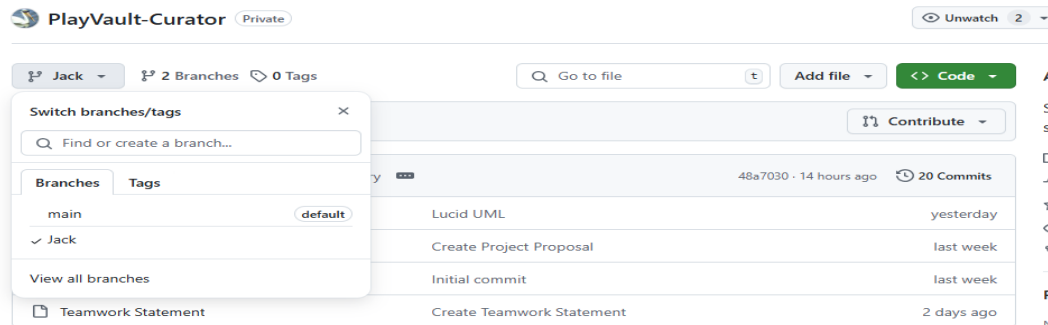 PlayVault-Curator Private Unwatch 2
Jack 2 Branches 0 Tags Go to file t Add file Code
Switch branches/tags
Contribute
Find or create a branch...
Branches Tags
48a7030 · 14 hours ago 20 Commits
main default
Lucid UML yesterday
Jack
Create Project Proposal last week
View all branches
Initial commit last week
Teamwork Statement Create Teamwork Statement 2 days ago